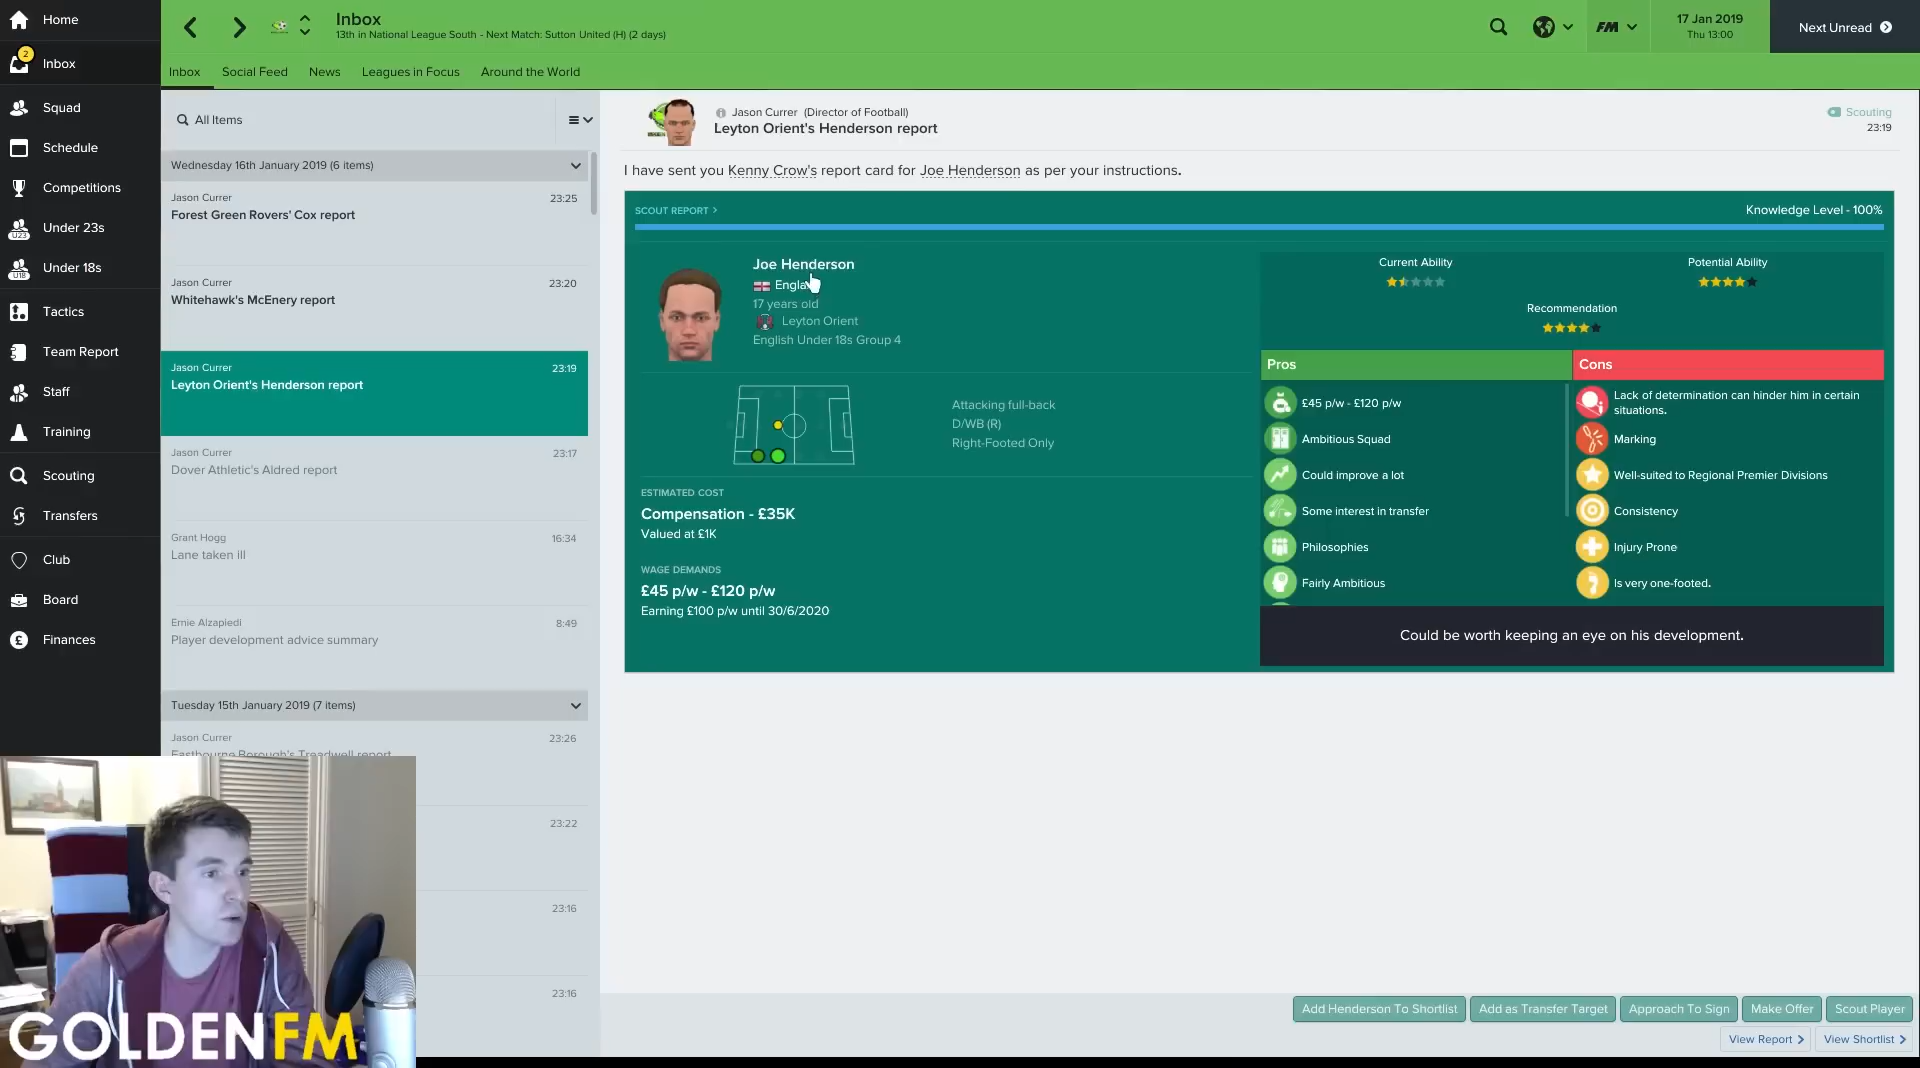 Home
2
Inbox
Squad
Schedule
Competitions
U23
Under 23s
U18
Under 18s
Tactics
Team Report
Staff
Training
Scouting
Transfers
Club
Board
£
Finances
Inbox
13th in National League South - Next Match: Sutton United (H) (2 days)
FM
17 Jan 2019
Thu 13:00
Next Unread
Inbox
Social Feed
News
Leagues in Focus
Around the World
All Items
Wednesday 16th January 2019 (6 items)
Jason Currer
23:25
Forest Green Rovers' Cox report
Jason Currer
23:20
Whitehawk's McEnery report
Jason Currer
23:19
Leyton Orient's Henderson report
Jason Currer
23:17
Dover Athletic's Aldred report
Grant Hogg
16:34
Lane taken ill
Ernie Alzapiedi
8:49
Player development advice summary
Tuesday 15th January 2019 (7 items)
Jason Currer
23:26
Eastbourne Borough's Treadwell report
23:22
23:16
23:16
GOLDENFM
Jason Currer (Director of Football)
Leyton Orient's Henderson report
Scouting
23:19
I have sent you Kenny Crow's report card for Joe Henderson as per your instructions.
SCOUT REPORT >
Knowledge Level - 100%
Joe Henderson
Engla
17 years old
Leyton Orient
English Under 18s Group 4
Attacking full-back
D/WB (R)
Right-Footed Only
ESTIMATED COST
Compensation - £35K
Valued at £1K
WAGE DEMANDS
£45 p/w - £120 p/w
Earning £100 p/w until 30/6/2020
Current Ability
Potential Ability
Recommendation
Pros
£45 p/w - £120 p/w
Ambitious Squad
Could improve a lot
Some interest in transfer
Philosophies
Fairly Ambitious
Cons
Lack of determination can hinder him in certain
situations.
Marking
Well-suited to Regional Premier Divisions
Consistency
Injury Prone
Is very one-footed.
Could be worth keeping an eye on his development.
Add Henderson To Shortlist
Add as Transfer Target
Approach To Sign
Make Offer
Scout Player
View Report >
View Shortlist >